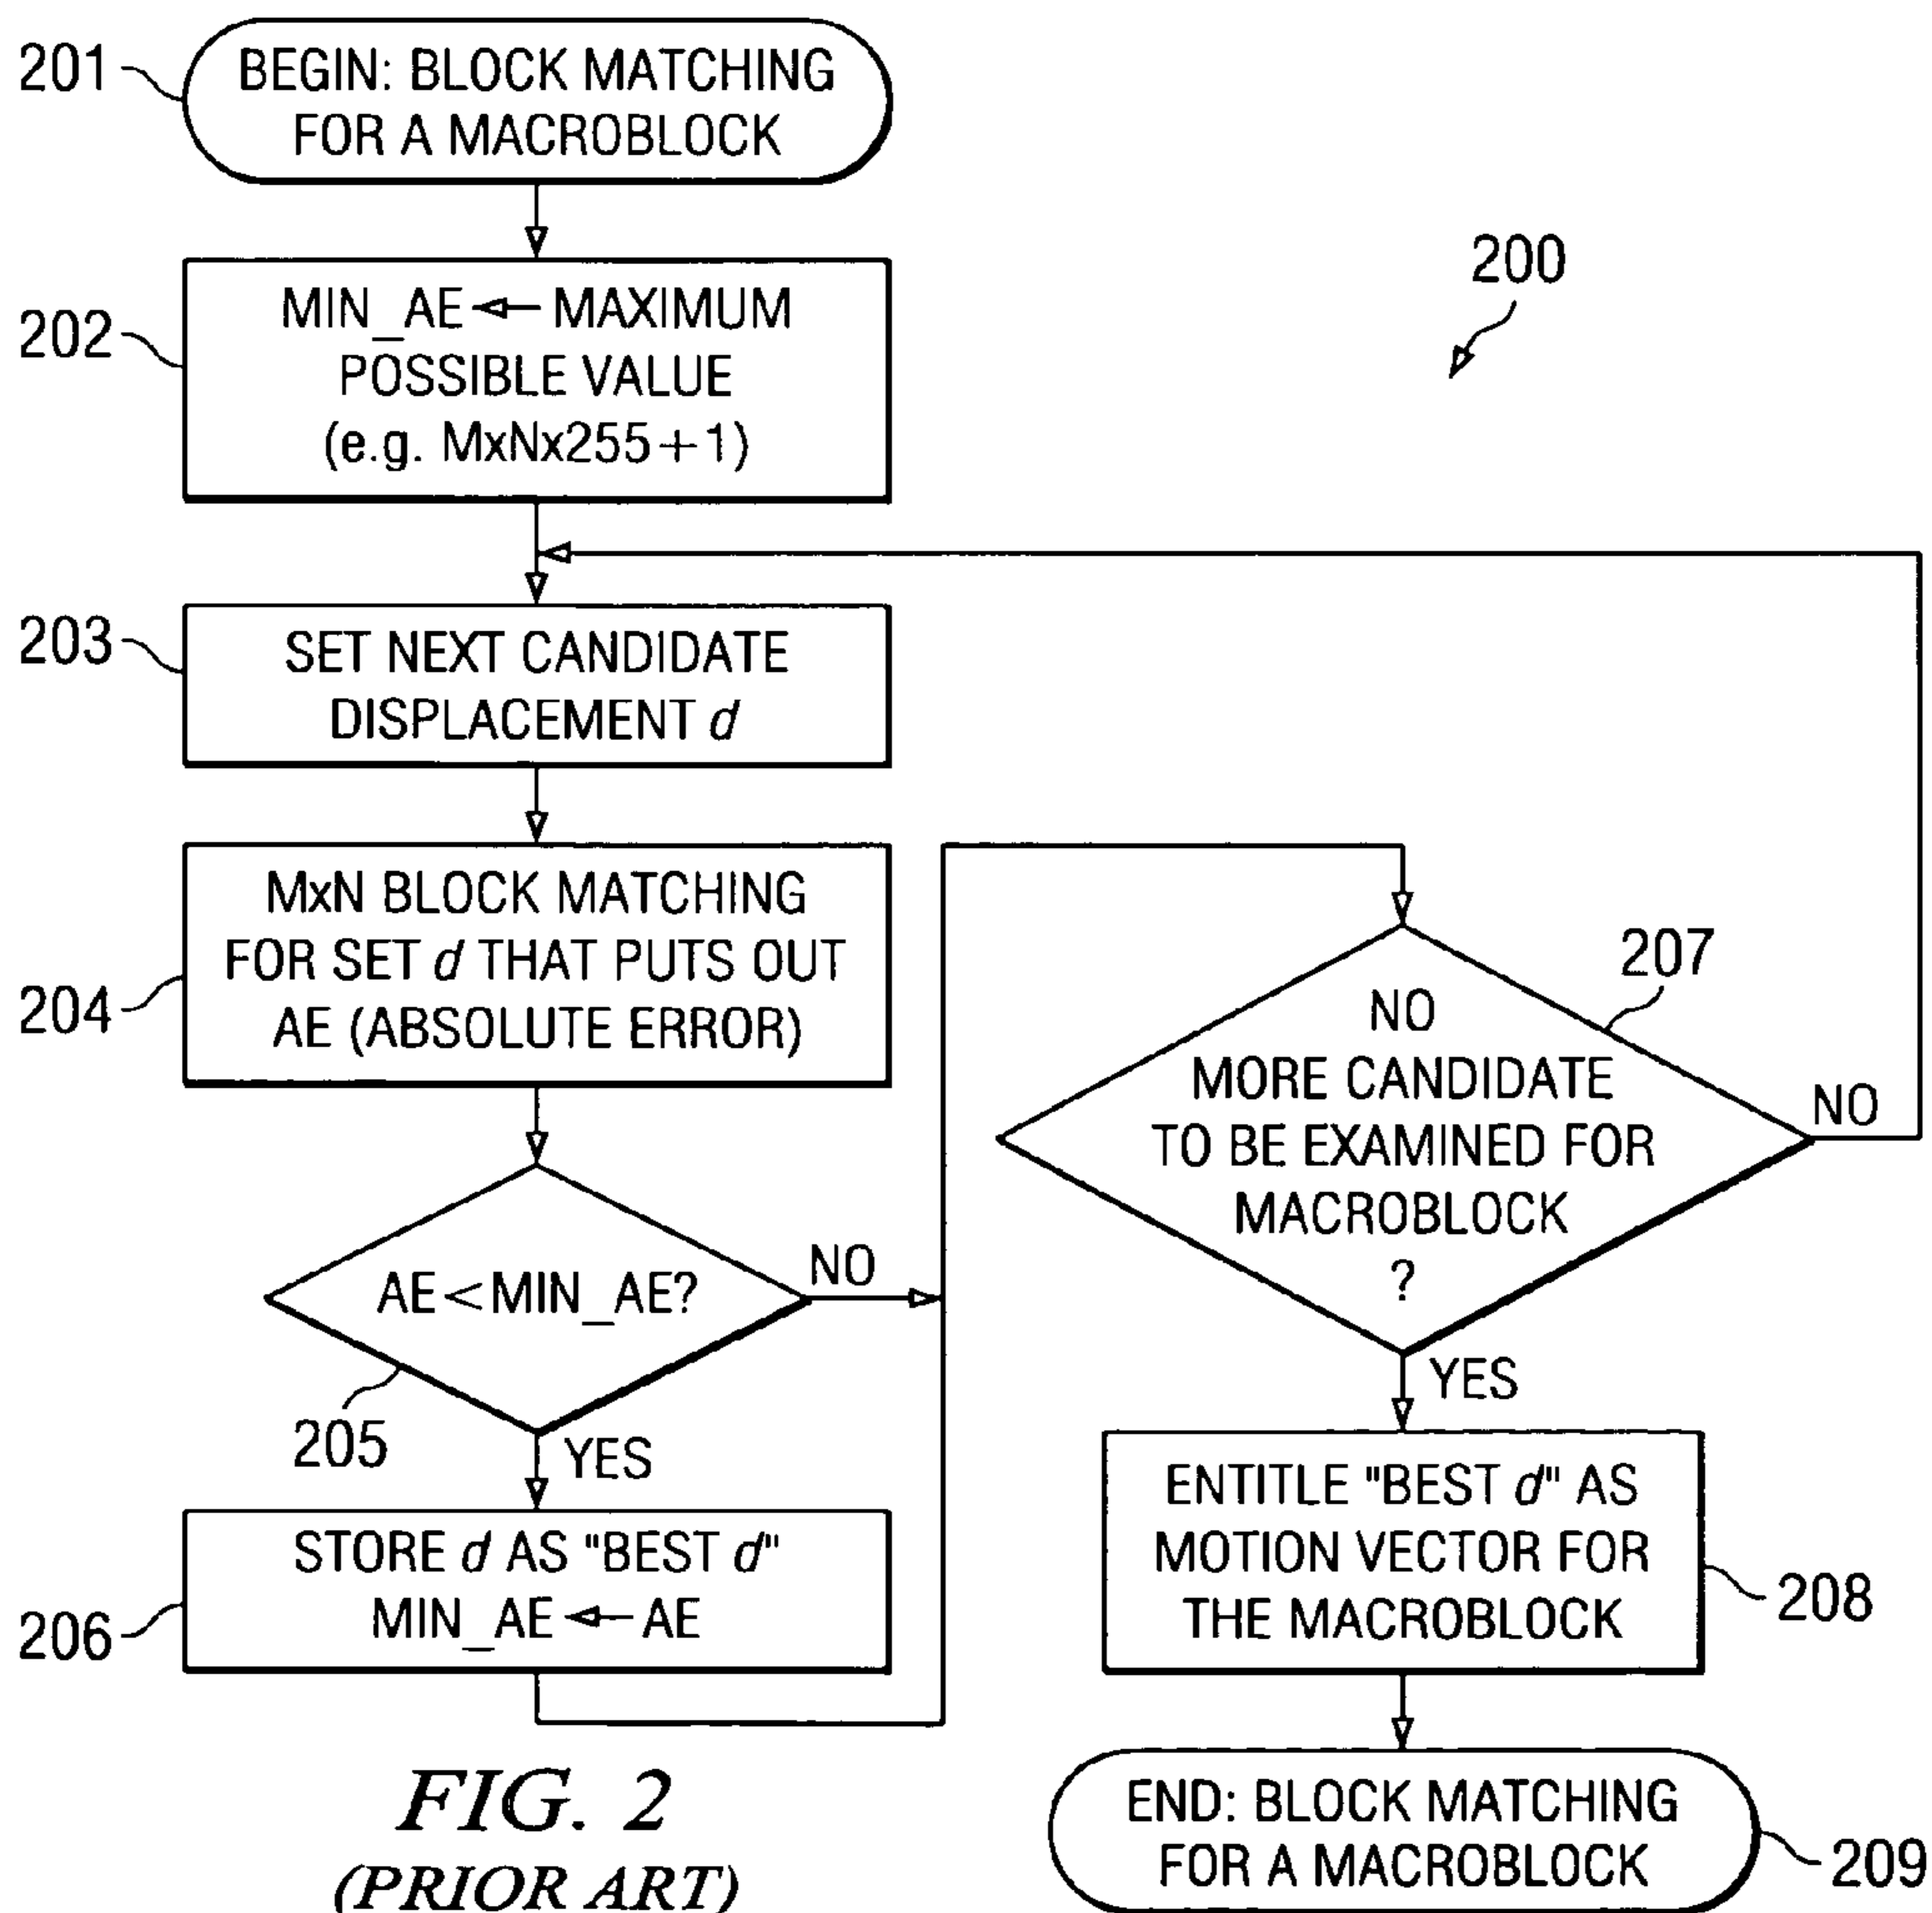 201
BEGIN: BLOCK MATCHING
FOR A MACROBLOCK
200
202
MIN_AE ← MAXIMUM
POSSIBLE VALUE
(e.g. MxNx255+1)
203
SET NEXT CANDIDATE
DISPLACEMENT d
204
MxN BLOCK MATCHING
FOR SET d THAT PUTS OUT
AE (ABSOLUTE ERROR)
205
AE<MIN_AE?
NO
YES
206
STORE d AS "BEST d"
MIN_AE ← AE
207
NO
MORE CANDIDATE
TO BE EXAMINED FOR
MACROBLOCK
?
NO
YES
208
ENTITLE "BEST d" AS
MOTION VECTOR FOR
THE MACROBLOCK
209
END: BLOCK MATCHING
FOR A MACROBLOCK
FIG. 2
(PRIOR ART)